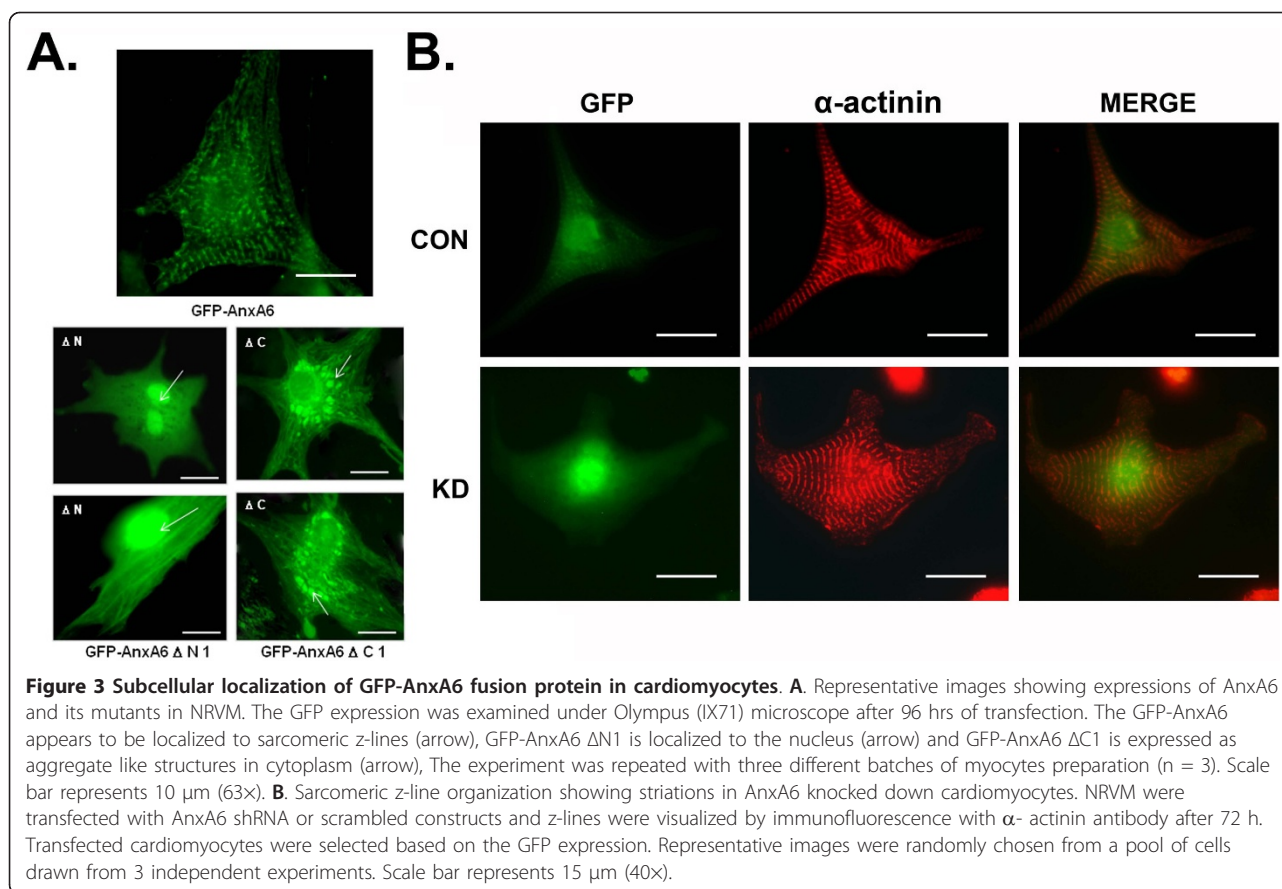 A.
GFP-AnxA6
Δ N
Δ C
Δ N
Δ C
GFP-AnxA6 Δ N 1
GFP-AnxA6 Δ C 1
B.
GFP
α-actinin
MERGE
CON
KD
Figure 3 Subcellular localization of GFP-AnxA6 fusion protein in cardiomyocytes. A. Representative images showing expressions of AnxA6
and its mutants in NRVM. The GFP expression was examined under Olympus (IX71) microscope after 96 hrs of transfection. The GFP-AnxA6
appears to be localized to sarcomeric z-lines (arrow), GFP-AnxA6 ΔN1 is localized to the nucleus (arrow) and GFP-AnxA6 ΔC1 is expressed as
aggregate like structures in cytoplasm (arrow), The experiment was repeated with three different batches of myocytes preparation (n = 3). Scale
bar represents 10 μm (63×). B. Sarcomeric z-line organization showing striations in AnxA6 knocked down cardiomyocytes. NRVM were
transfected with AnxA6 shRNA or scrambled constructs and z-lines were visualized by immunofluorescence with α- actinin antibody after 72 h.
Transfected cardiomyocytes were selected based on the GFP expression. Representative images were randomly chosen from a pool of cells
drawn from 3 independent experiments. Scale bar represents 15 μm (40×).